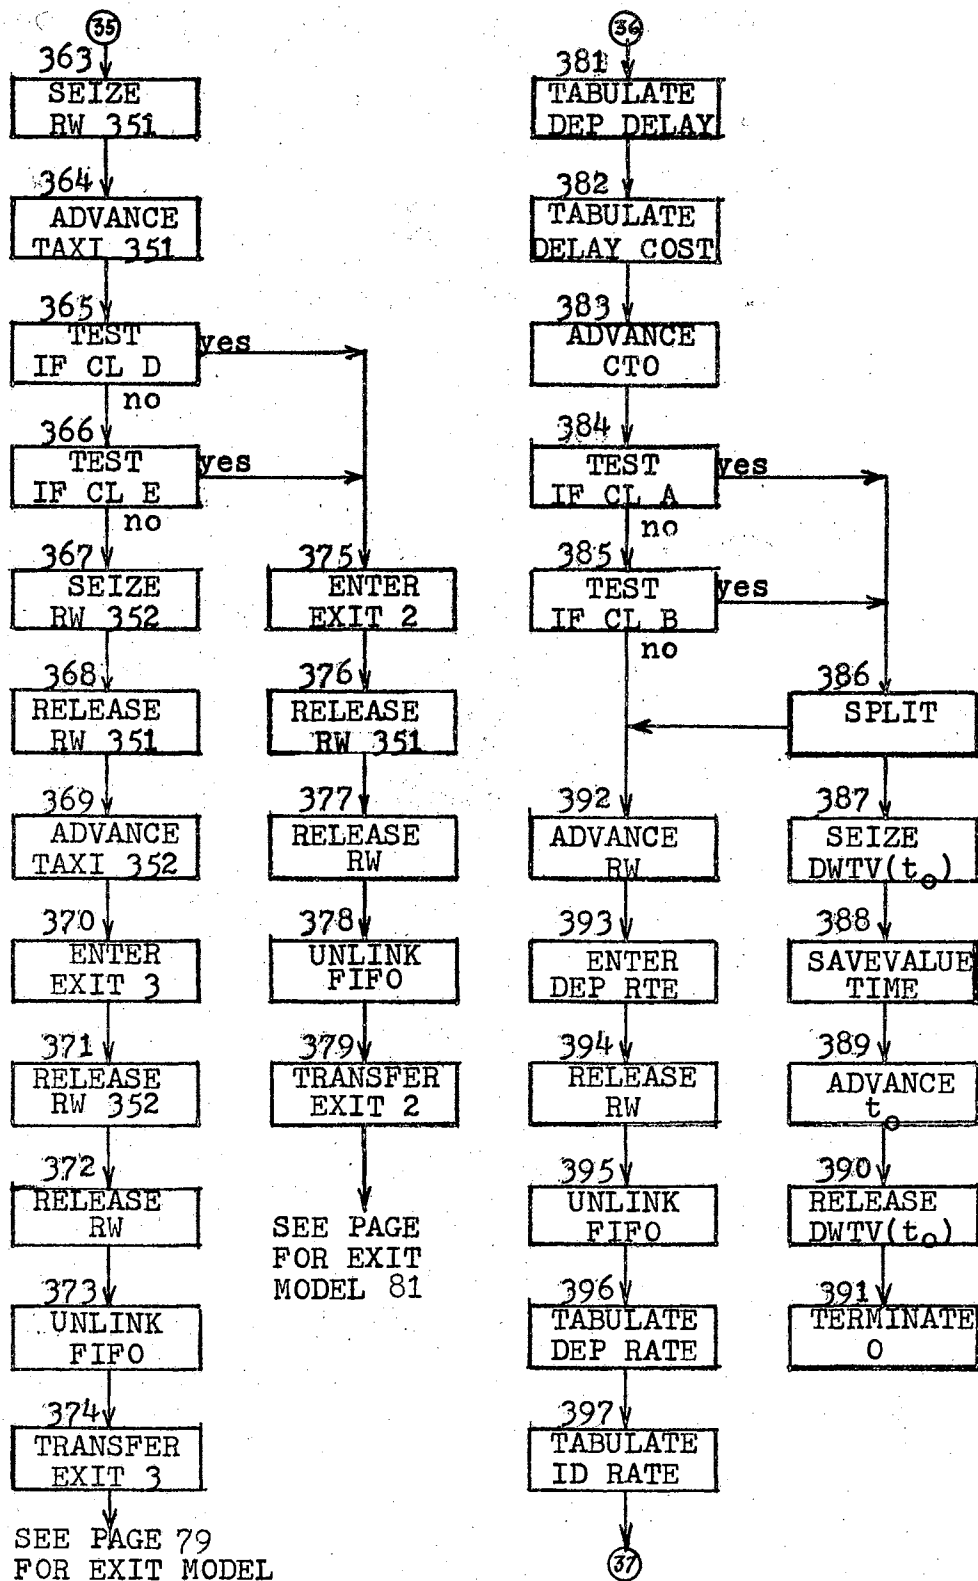 35
363
SEIZE
RW 351
364
ADVANCE
TAXI 351
365
TEST
IF CL D
yes
no
366
TEST
IF CL E
yes
no
367
SEIZE
RW 352
368
RELEASE
RW 351
369
ADVANCE
TAXI 352
370
ENTER
EXIT 3
371
RELEASE
RW 352
372
RELEASE
RW
373
UNLINK
FIFO
374
TRANSFER
EXIT 3
SEE PAGE 79
FOR EXIT MODEL
375
ENTER
EXIT 2
376
RELEASE
RW 351
377
RELEASE
RW
378
UNLINK
FIFO
379
TRANSFER
EXIT 2
SEE PAGE
FOR EXIT
MODEL 81
36
381
TABULATE
DEP DELAY
382
TABULATE
DELAY COST
383
ADVANCE
CTO
384
TEST
IF CL A
yes
no
385
TEST
IF CL B
yes
no
392
ADVANCE
RW
393
ENTER
DEP RTE
394
RELEASE
RW
395
UNLINK
FIFO
396
TABULATE
DEP RATE
397
TABULATE
ID RATE
37
386
SPLIT
387
SEIZE
DWTV(to)
388
SAVEVALUE
TIME
389
ADVANCE
to
390
RELEASE
DWTV(to)
391
TERMINATE
0